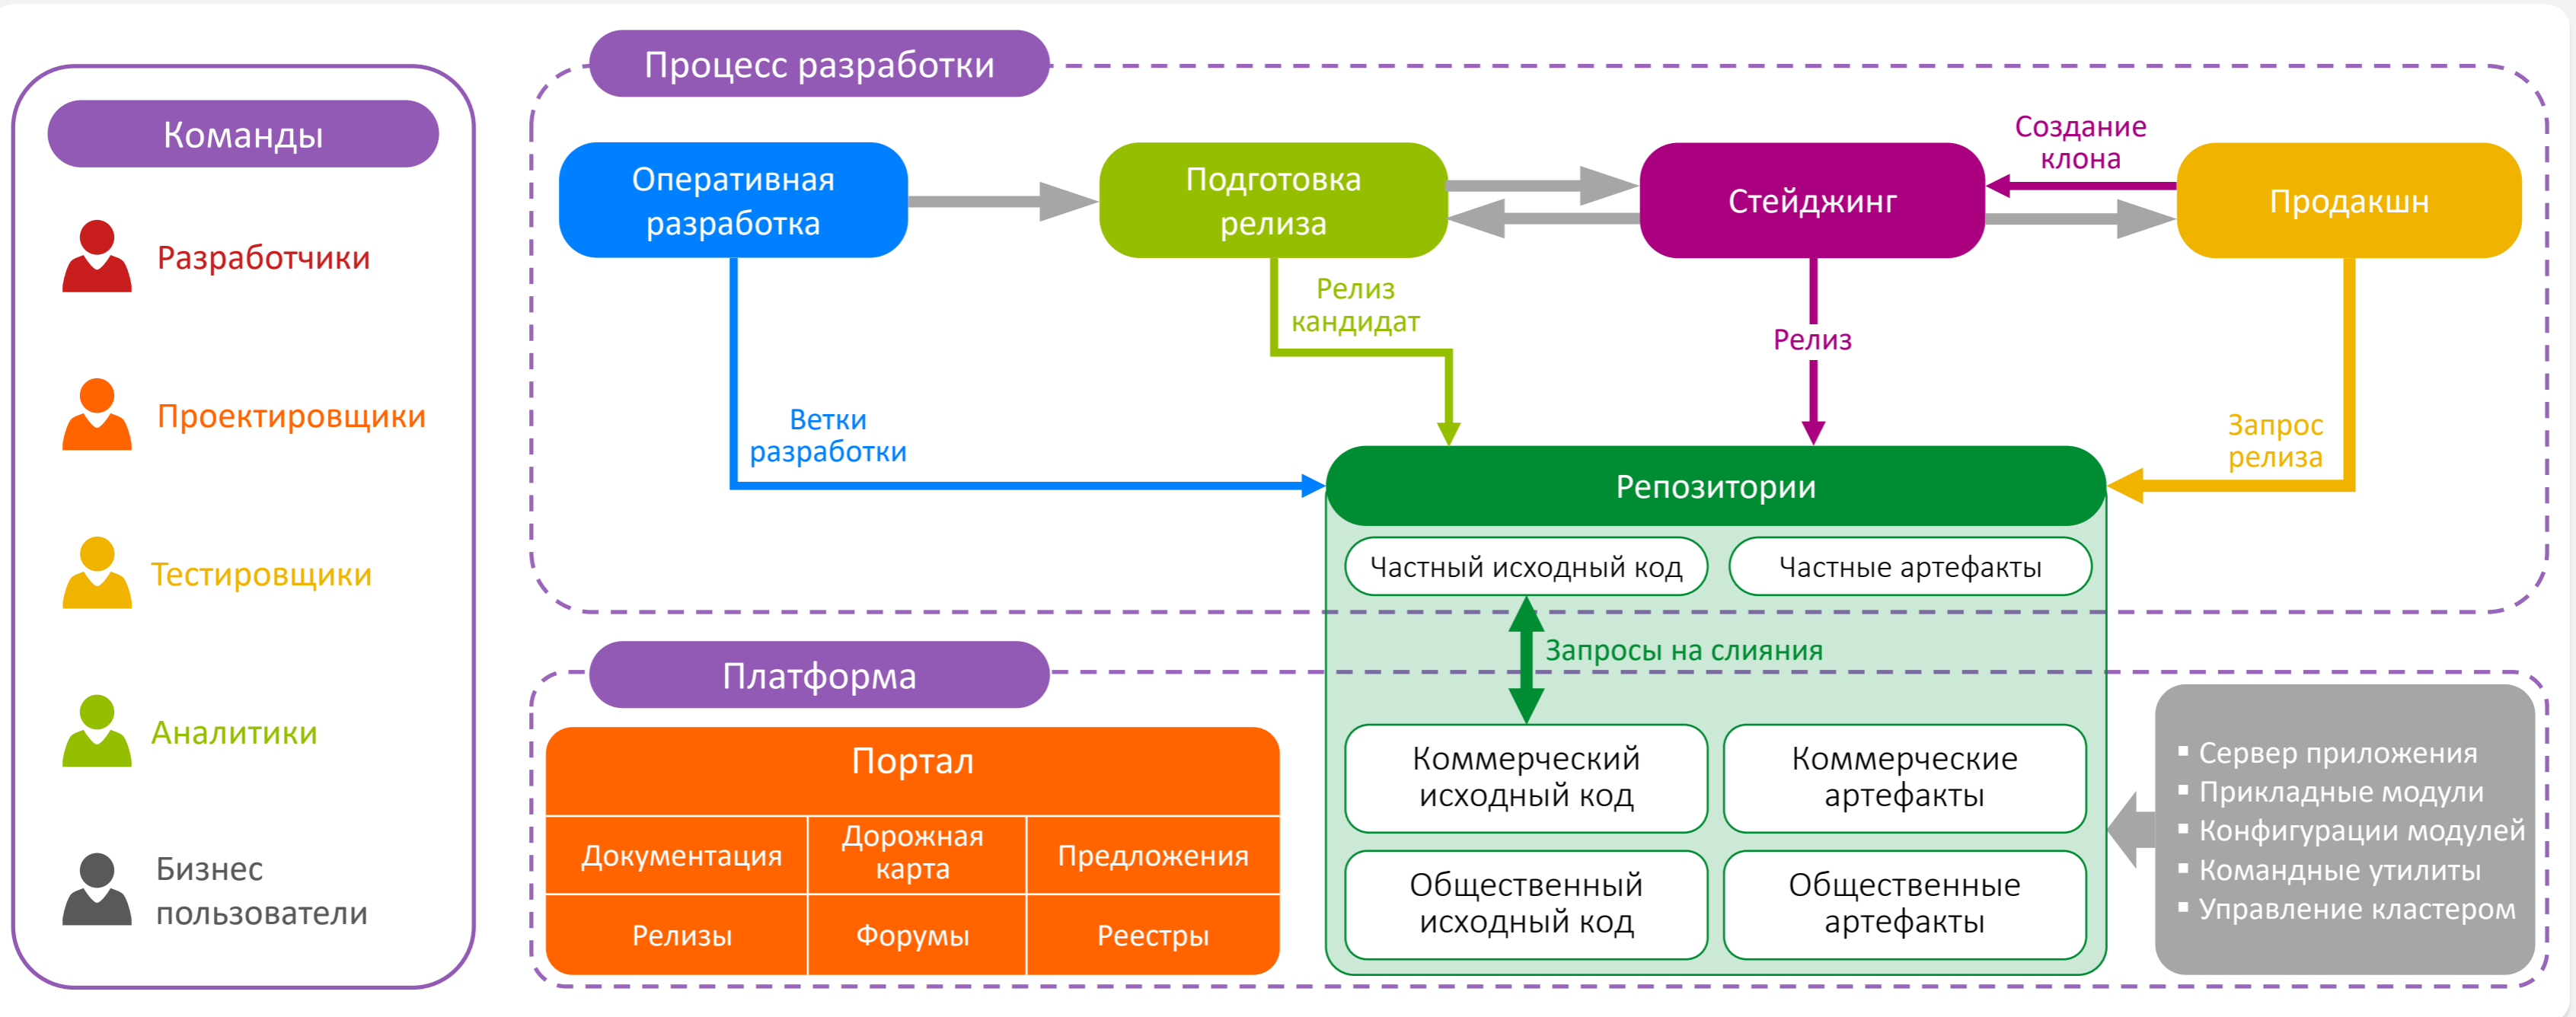 Команды
Разработчики
Проектировщики
Тестировщики
Аналитики
Бизнес
пользователи
Процесс разработки
Оперативная
разработка
Подготовка
релиза
Стейджинг
Создание
клона
Продакшн
Релиз
кандидат
Релиз
Ветки
разработки
Запрос
релиза
Репозитории
Частный исходный код
Частные артефакты
Запросы на слияния
Платформа
Портал
Документация
Дорожная
карта
Предложения
Релизы
Форумы
Реестры
Коммерческий
исходный код
Коммерческие
артефакты
Общественный
исходный код
Общественные
артефакты
▪ Сервер приложения
▪ Прикладные модули
▪ Конфигурации модулей
▪ Командные утилиты
▪ Управление кластером